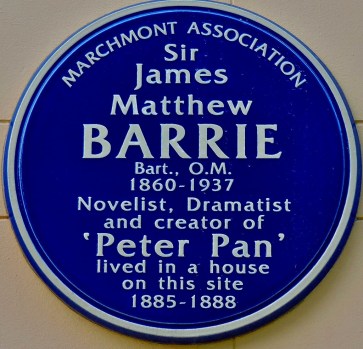 MARCHMONT ASSOCIATION
Sir
James
Matthew
BARRIE
Bart., O.M.
1860-1937
Novelist, Dramatist
and creator of
'Peter Pan'
lived in a house
on this site
1885-1888